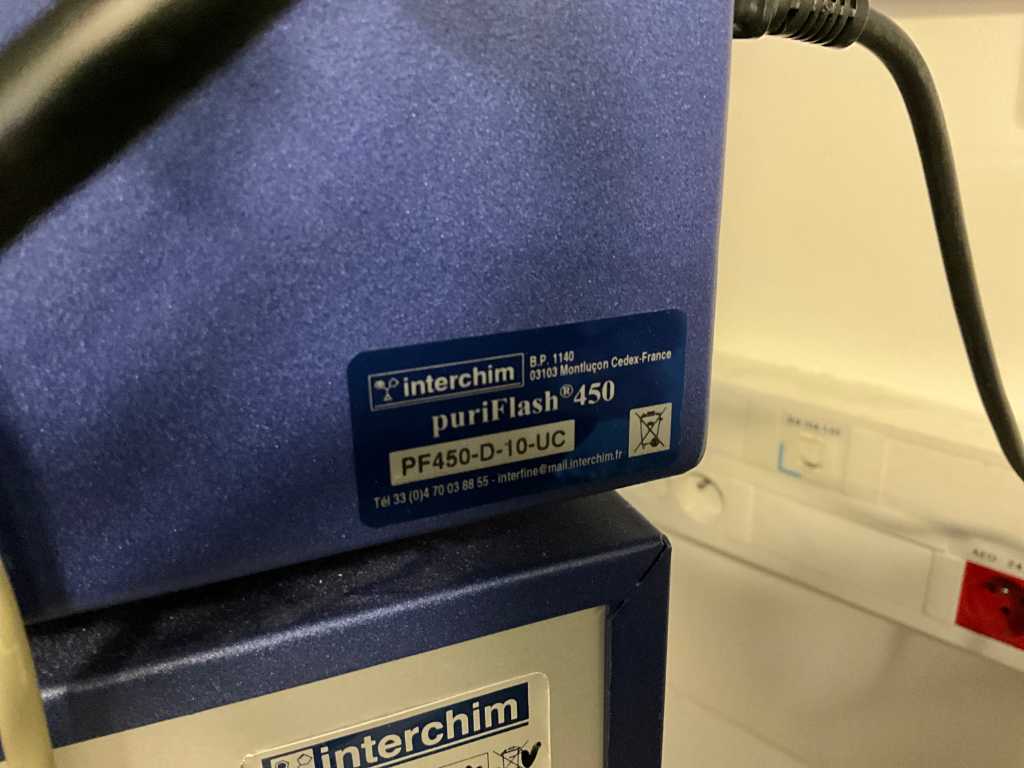 interchim
B.P. 1140
03103 Montluçon Cedex-France
puriFlash®450
PF450-D-10-UC
Tél 33 (0)4 70 03 88 55 - interfine@mail.interchim.fr
interchim